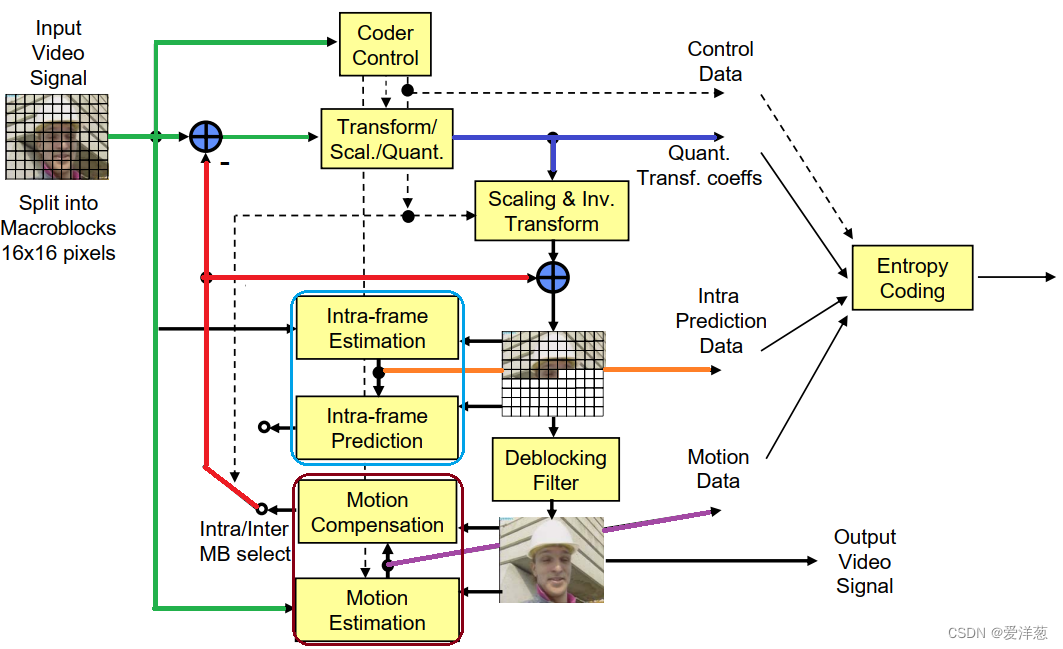 Input
Video
Signal
Split into
Macroblocks
16x16 pixels
Coder
Control
Transform/
Scal./Quant.
-
Scaling & Inv.
Transform
Intra-frame
Estimation
Intra-frame
Prediction
Deblocking
Filter
Motion
Compensation
Intra/Inter
MB select
Motion
Estimation
Control
Data
Quant.
Transf. coeffs
Intra
Prediction
Data
Motion
Data
Entropy
Coding
Output
Video
Signal
CSDN @爱洋葱